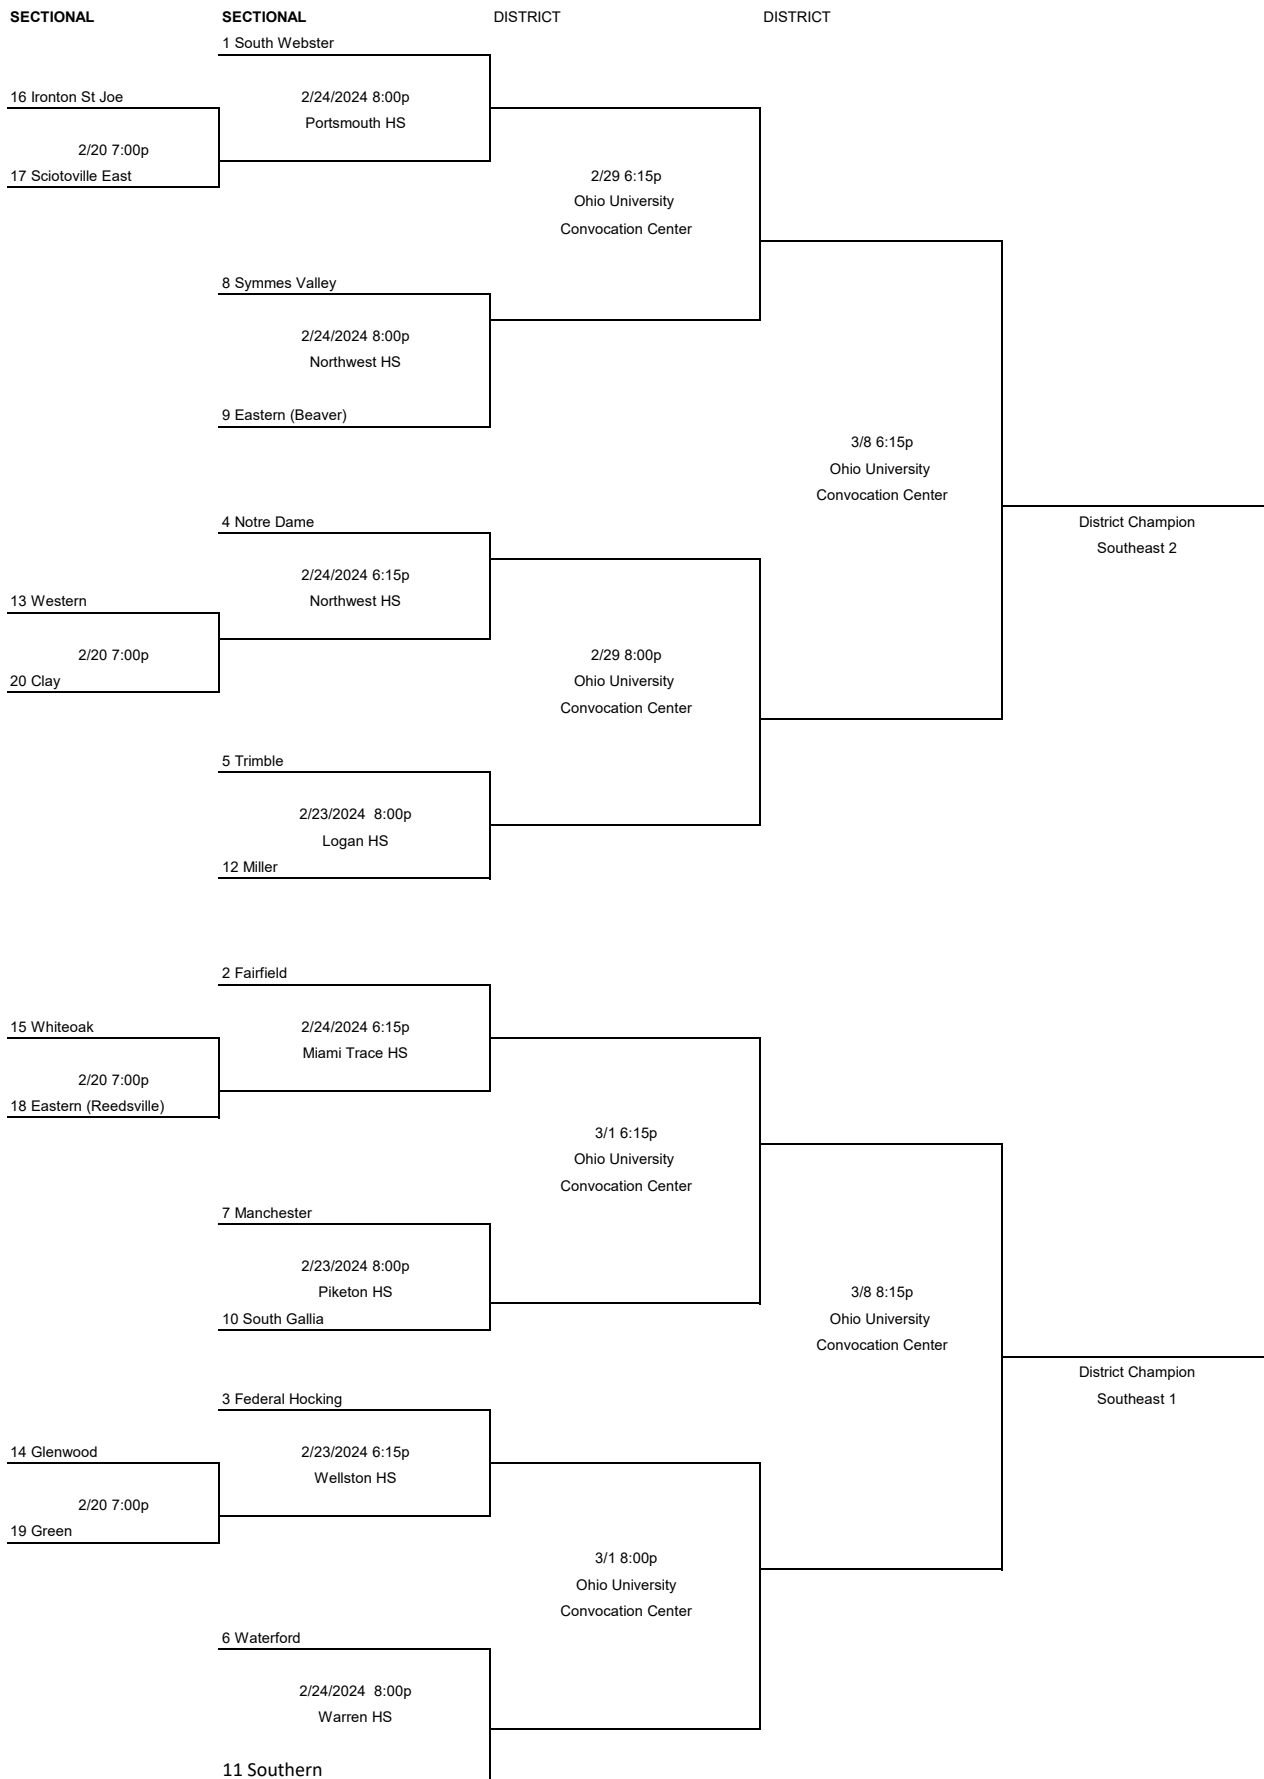 SECTIONAL SECTIONAL DISTRICT DISTRICT
1 South Webster
16 Ironton St Joe
2/24/2024 8:00p
Portsmouth HS
2/20 7:00p
17 Sciotoville East
2/29 6:15p
Ohio University
Convocation Center
8 Symmes Valley
2/24/2024 8:00p
Northwest HS
9 Eastern (Beaver)
3/8 6:15p
Ohio University
Convocation Center
4 Notre Dame
District Champion
Southeast 2
2/24/2024 6:15p
Northwest HS
13 Western
2/20 7:00p
20 Clay
2/29 8:00p
Ohio University
Convocation Center
5 Trimble
2/23/2024 8:00p
Logan HS
12 Miller
2 Fairfield
15 Whiteoak
2/24/2024 6:15p
Miami Trace HS
2/20 7:00p
18 Eastern (Reedsville)
3/1 6:15p
Ohio University
Convocation Center
7 Manchester
2/23/2024 8:00p
Piketon HS
10 South Gallia
3/8 8:15p
Ohio University
Convocation Center
District Champion
Southeast 1
3 Federal Hocking
14 Glenwood
2/23/2024 6:15p
Wellston HS
2/20 7:00p
19 Green
3/1 8:00p
Ohio University
Convocation Center
6 Waterford
2/24/2024 8:00p
Warren HS
11 Southern